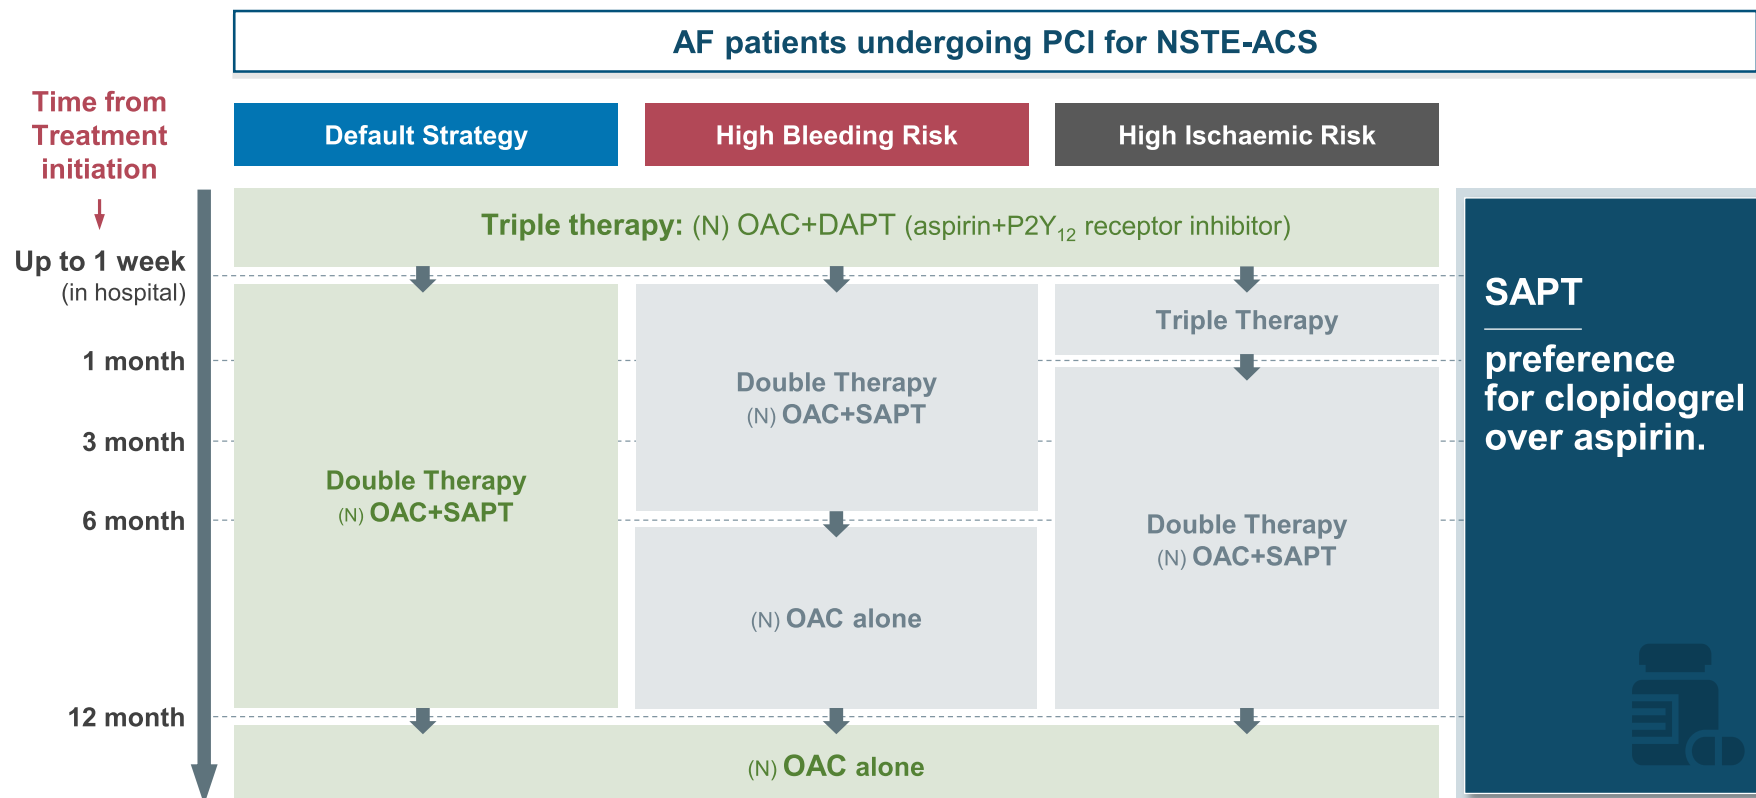 AF patients undergoing PCI for NSTE-ACS
Time from
Treatment
initiation
Default Strategy
High Bleeding Risk
High Ischaemic Risk
Triple therapy: (N) OAC+DAPT (aspirin+P2Y₁₂ receptor inhibitor)
Up to 1 week
(in hospital)
1 month
3 month
6 month
12 month
Double Therapy
(N) OAC+SAPT
Double Therapy
(N) OAC+SAPT
(N) OAC alone
Triple Therapy
Double Therapy
(N) OAC+SAPT
(N) OAC alone
SAPT
preference
for clopidogrel
over aspirin.